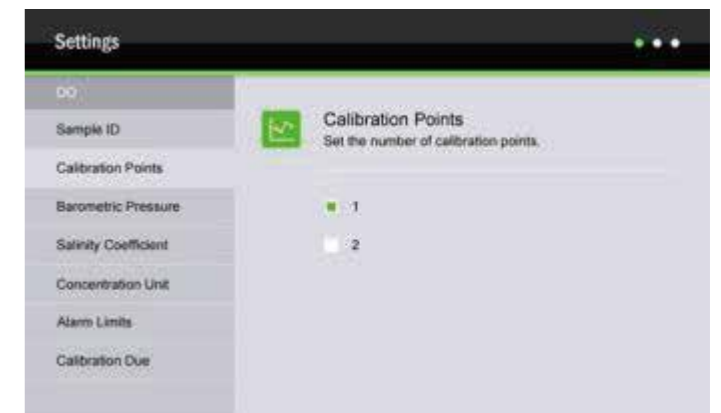 Settings
DO
Sample ID
Calibration Points
Barometric Pressure
Salinity Coefficient
Concentration Unit
Alarm Limits
Calibration Due
Calibration Points
Set the number of calibration points.
1
2